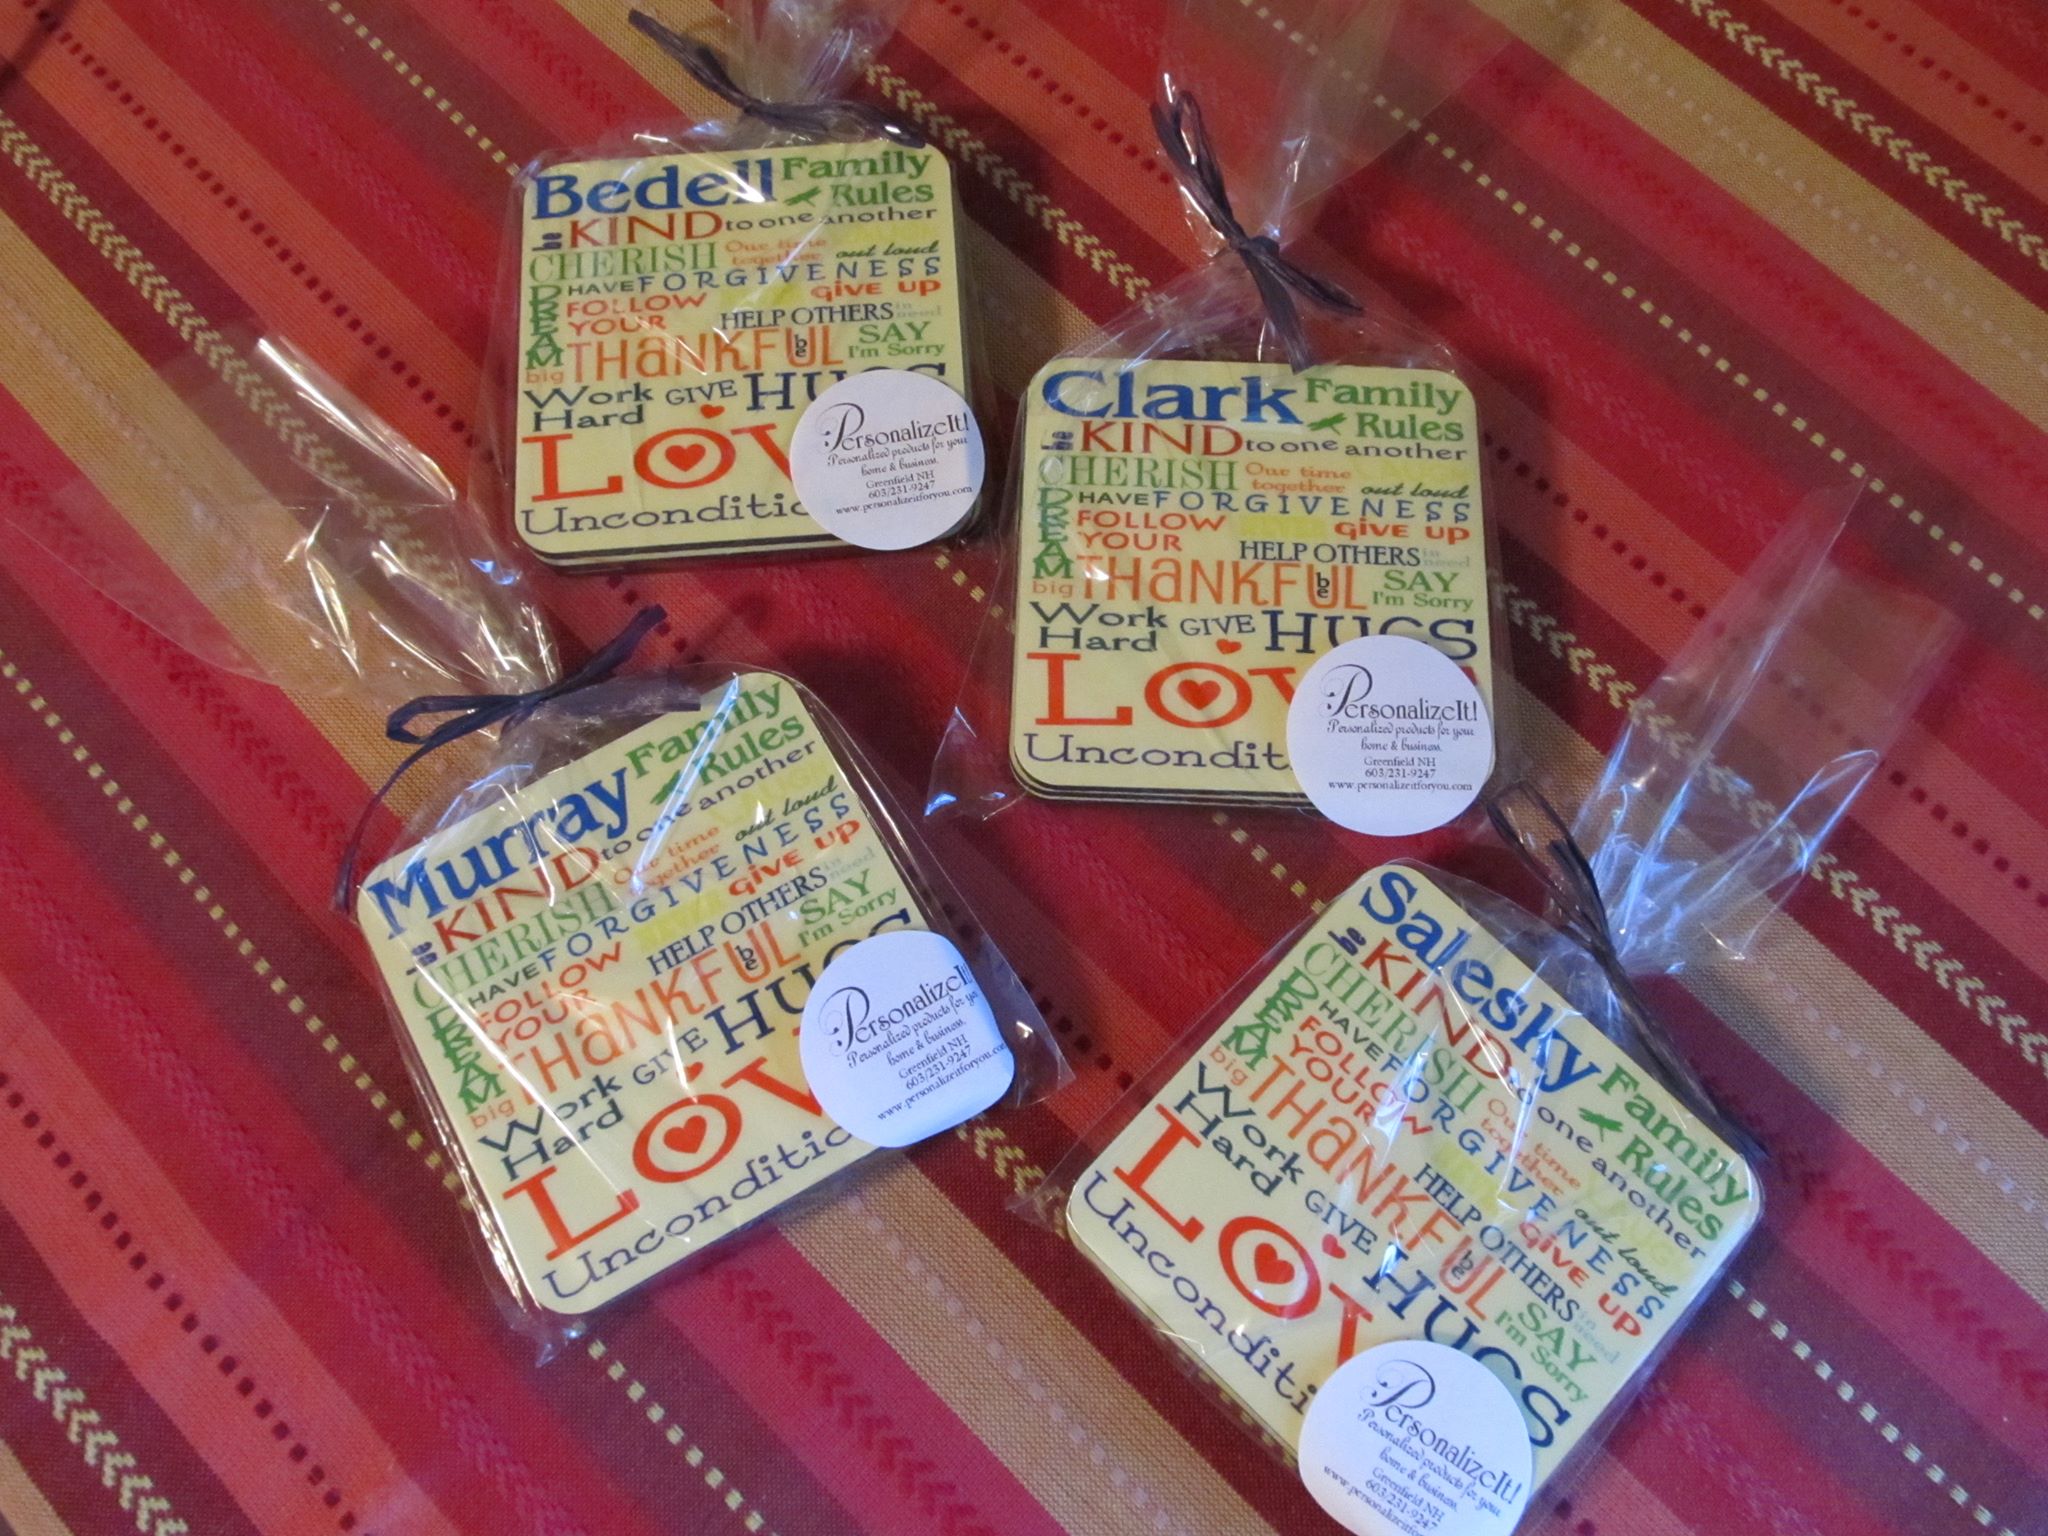 Bedell Family
Rules
be KIND to one another
CHERISH Our time
together out loud
HAVE FORGIVENESS
DREAM
FOLLOW
YOUR
give up
HELP OTHERS in need
big THANKFUL be
SAY
I'm Sorry
Work
Hard
GIVE HUGS
LOV
Unconditio
PersonalizeIt!
Personalized products for your
home & business.
Greenfield NH
603/231-9247
www.personalizeitforyou.com
Clark Family
Rules
be KIND to one another
CHERISH Our time
together out loud
HAVE FORGIVENESS
DREAM
FOLLOW
YOUR
give up
HELP OTHERS in need
big THANKFUL be
SAY
I'm Sorry
Work
Hard
GIVE HUGS
LOV
Uncondit
PersonalizeIt!
Personalized products for your
home & business.
Greenfield NH
603/231-9247
www.personalizeitforyou.com
Murray Family
Rules
be KIND to one another
CHERISH Our time
together out loud
HAVE FORGIVENESS
DREAM
FOLLOW
YOUR
give up
HELP OTHERS in need
big THANKFUL be
SAY
I'm Sorry
Work
Hard
GIVE HUGS
LOV
Unconditio
PersonalizeIt!
Personalized products for you
home & business.
Greenfield NH
603/231-9247
www.personalizeitforyou.com
Salesky Family
Rules
be KIND to one another
CHERISH Our time
together LAUGH out loud
HAVE FORGIVENESS
DREAM
FOLLOW
YOUR
give up
HELP OTHERS in need
big THANKFUL be
SAY
I'm Sorry
Work
Hard
GIVE HUGS
LOV
Unconditi
PersonalizeIt!
Personalized products for your
home & business.
Greenfield NH
603/231-9247
www.personalizeitforyou